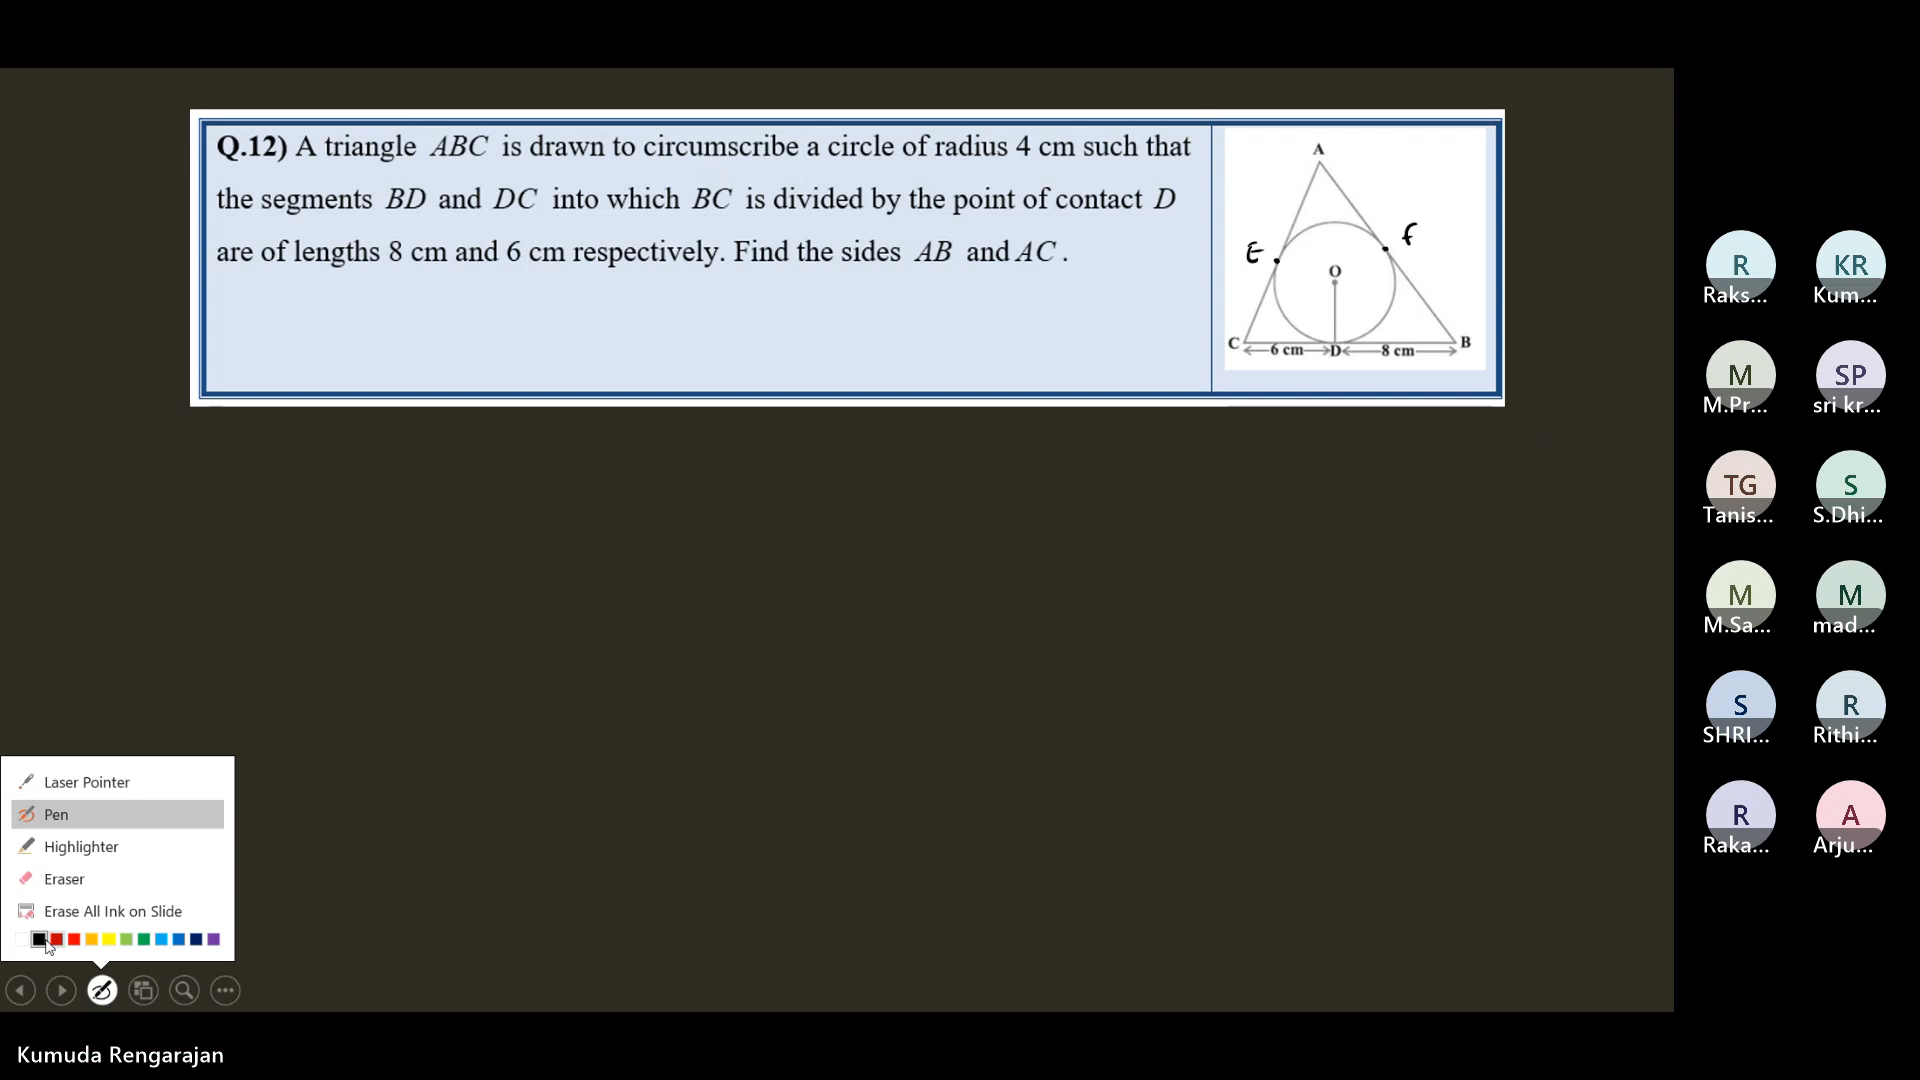 Q.12) A triangle ABC is drawn to circumscribe a circle of radius 4 cm such that
the segments BD and DC into which BC is divided by the point of contact D
are of lengths 8 cm and 6 cm respectively. Find the sides AB and AC.
A
E
F
O
C
B
6 cm
D
8 cm
R
Raks...
KR
Kum...
M
M.Pr...
SP
sri kr...
TG
Tanis...
S
S.Dhi...
M
M.Sa...
M
mad...
S
SHRI...
R
Rithi...
R
Raka...
A
Arju...
Laser Pointer
Pen
Highlighter
Eraser
Erase All Ink on Slide
Kumuda Rengarajan